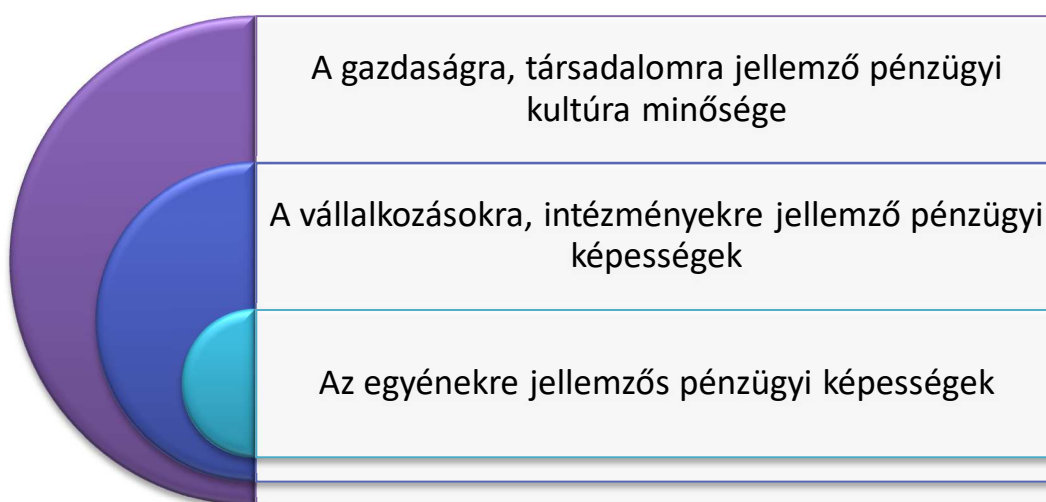 A gazdaságra, társadalomra jellemző pénzügyi
kultúra minősége
A vállalkozásokra, intézményekre jellemző pénzügyi
képességek
Az egyénekre jellemzős pénzügyi képességek